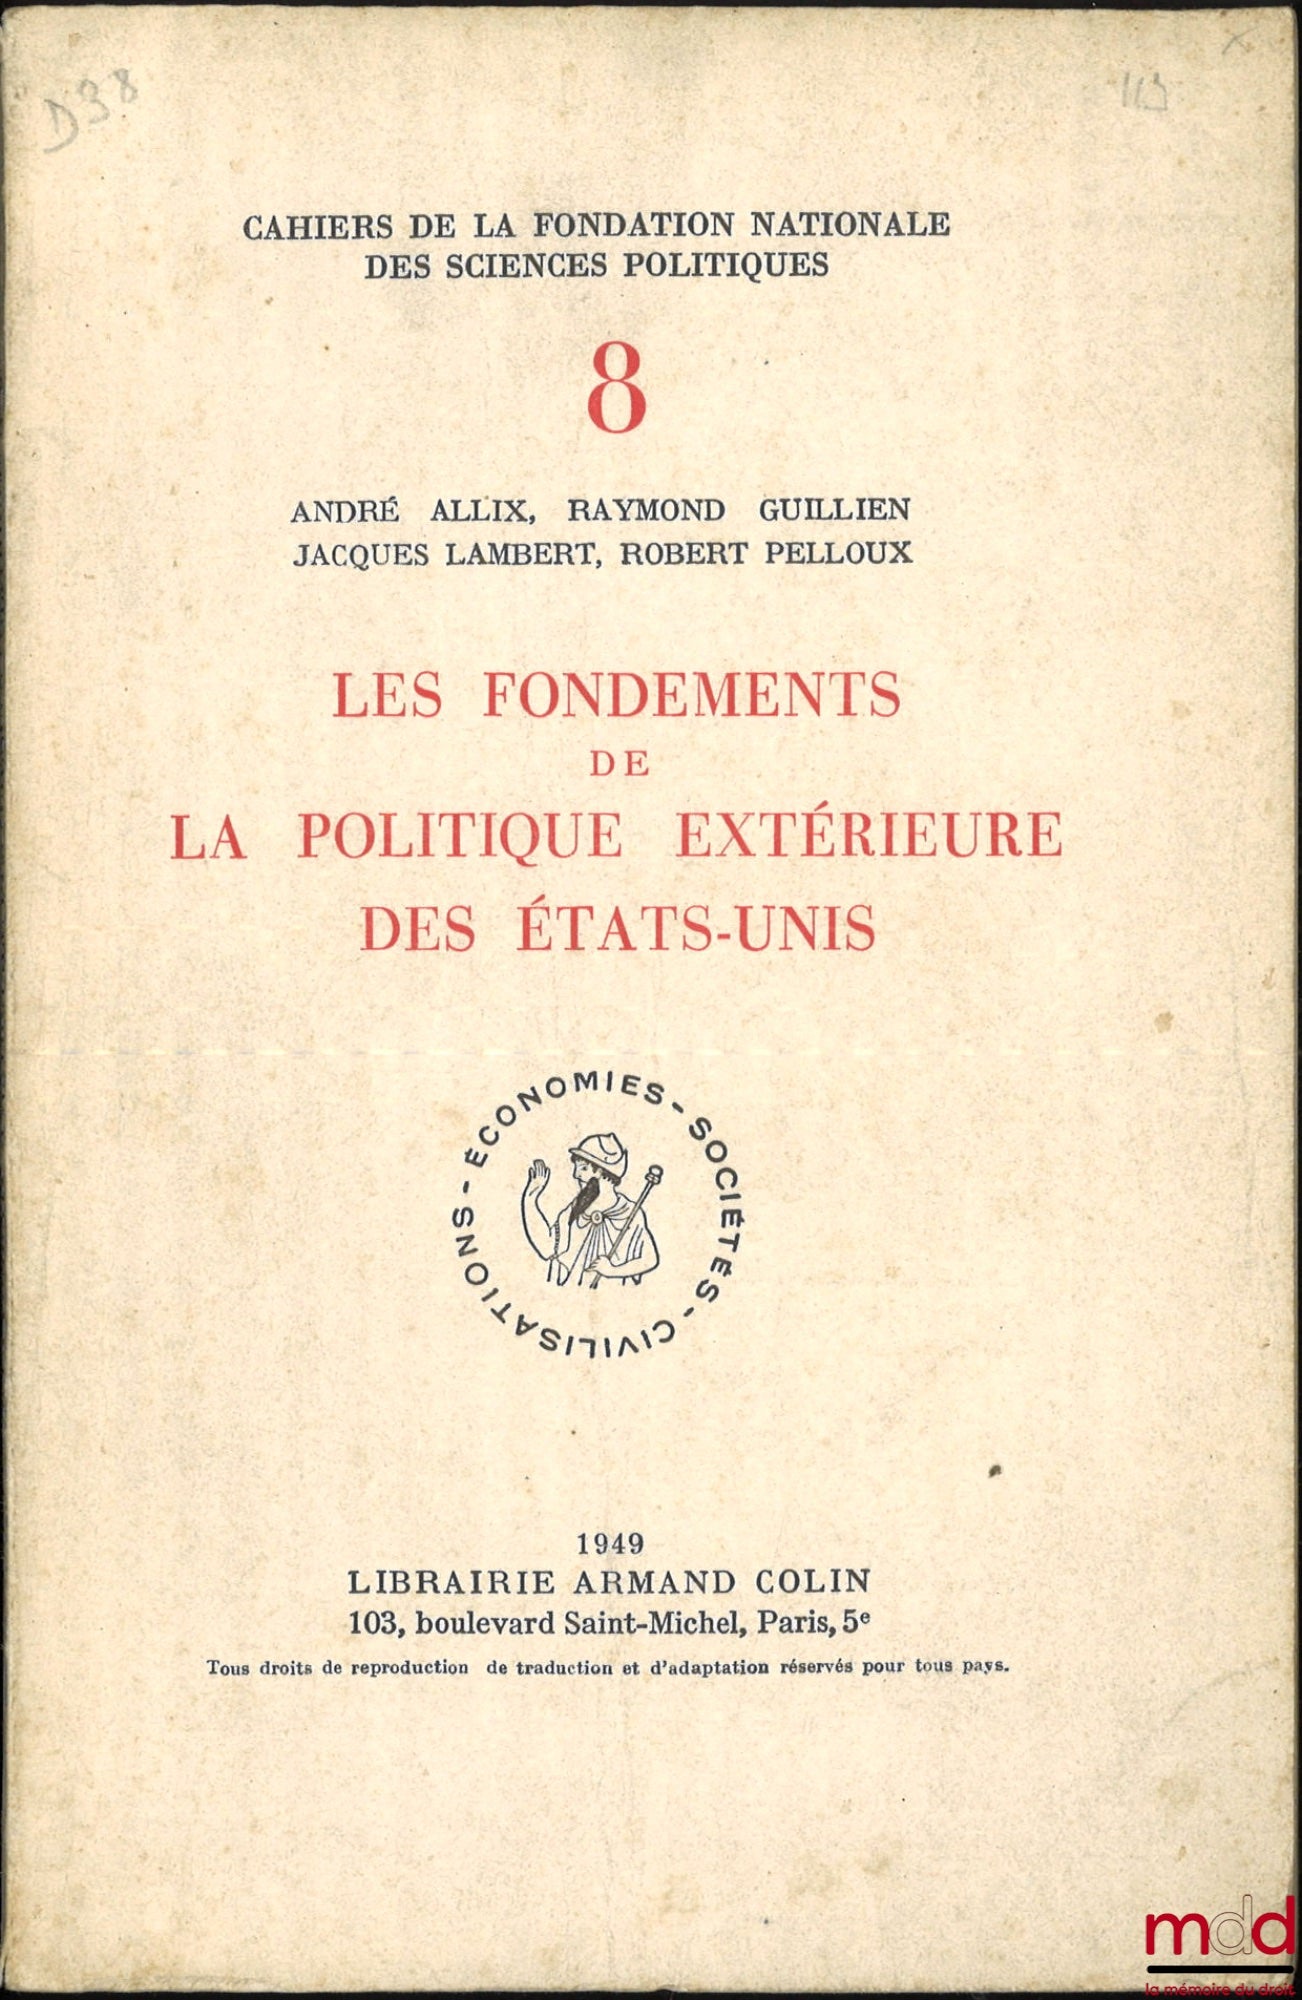 D38
113
CAHIERS DE LA FONDATION NATIONALE
DES SCIENCES POLITIQUES
8
ANDRÉ ALLIX, RAYMOND GUILLIEN
JACQUES LAMBERT, ROBERT PELLOUX
LES FONDEMENTS
DE
LA POLITIQUE EXTÉRIEURE
DES ÉTATS-UNIS
ÉCONOMIES - SOCIÉTÉS - CIVILISATIONS -
1949
LIBRAIRIE ARMAND COLIN
103, boulevard Saint-Michel, Paris, 5e
Tous droits de reproduction de traduction et d'adaptation réservés pour tous pays.
mdd
la mémoire du droit